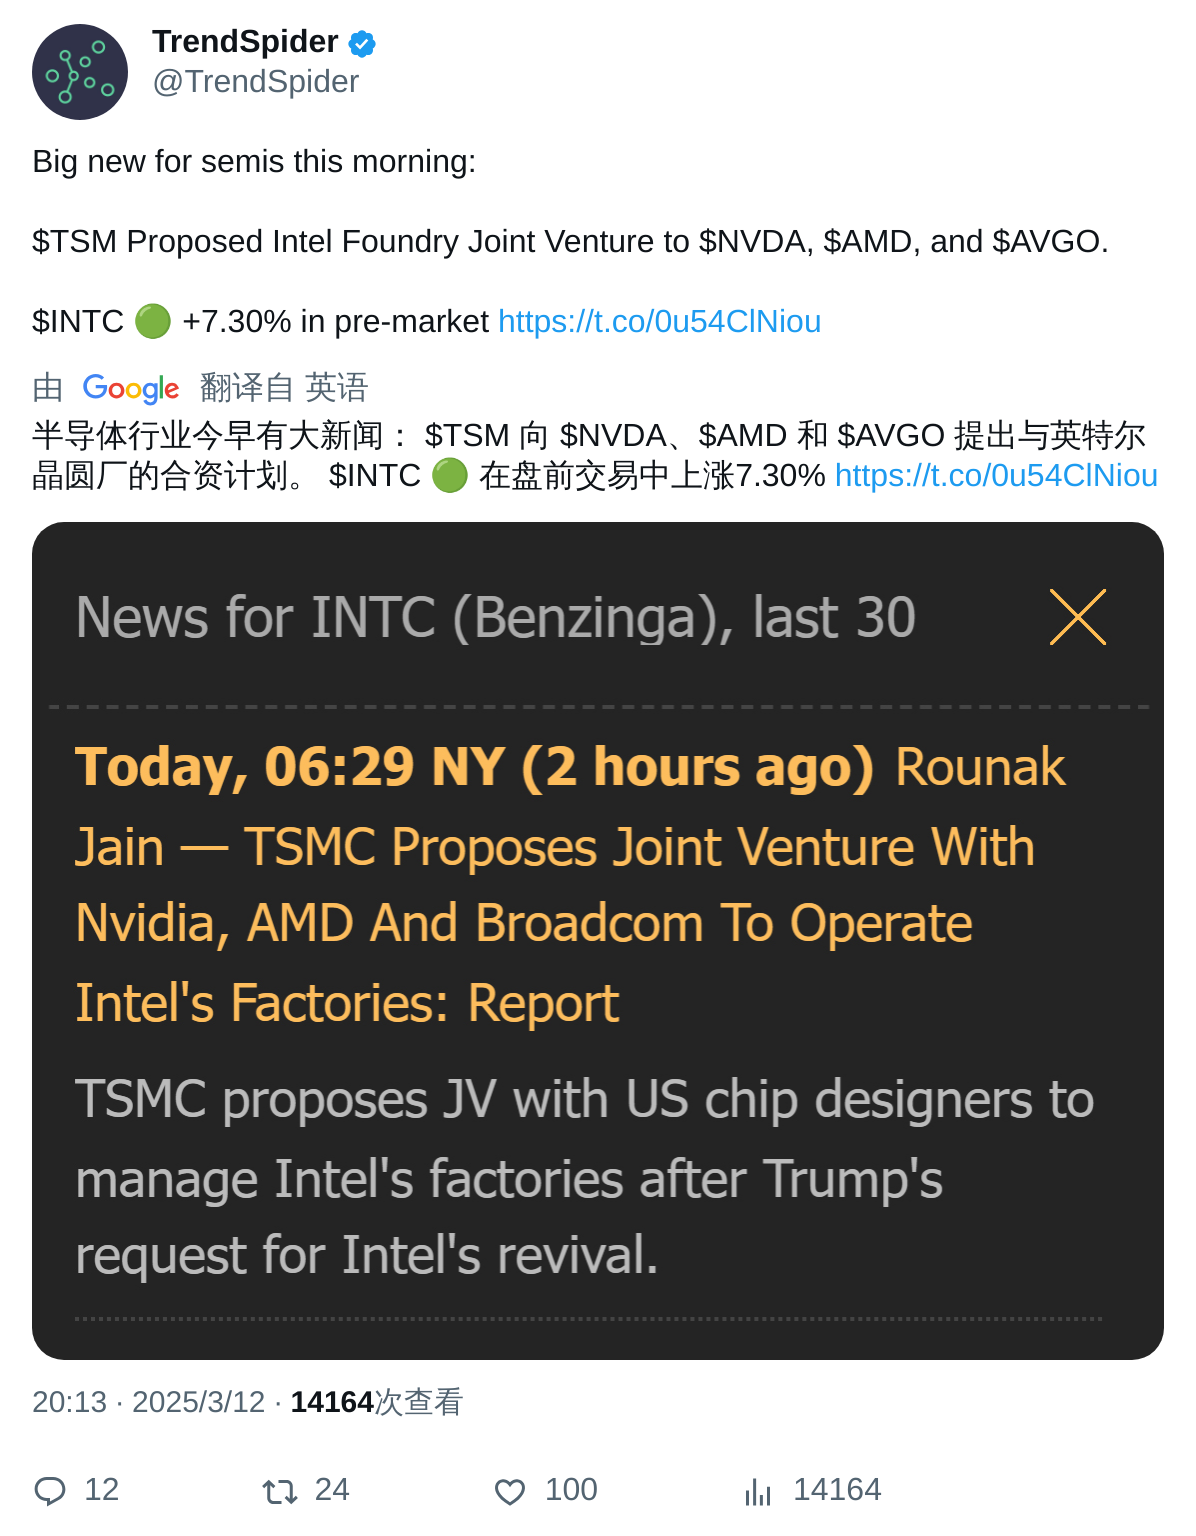 TrendSpider
@TrendSpider
Big new for semis this morning:
$TSM Proposed Intel Foundry Joint Venture to $NVDA, $AMD, and $AVGO.
$INTC 🟢 +7.30% in pre-market https://t.co/0u54ClNiou
由 Google 翻译自 英语
半导体行业今早有大新闻： $TSM 向 $NVDA、$AMD 和 $AVGO 提出与英特尔
晶圆厂的合资计划。 $INTC 🟢 在盘前交易中上涨7.30% https://t.co/0u54ClNiou
News for INTC (Benzinga), last 30
Today, 06:29 NY (2 hours ago) Rounak
Jain — TSMC Proposes Joint Venture With
Nvidia, AMD And Broadcom To Operate
Intel's Factories: Report
TSMC proposes JV with US chip designers to
manage Intel's factories after Trump's
request for Intel's revival.
20:13 · 2025/3/12 · 14164次查看
12 24 100 14164